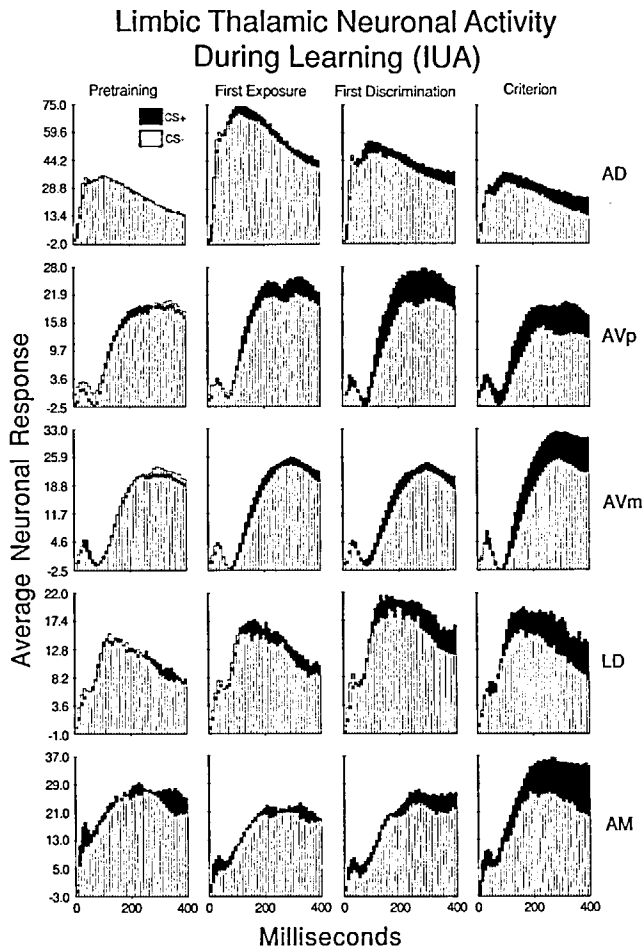 Limbic Thalamic Neuronal Activity
During Learning (IUA)
Pretraining First Exposure First Discrimination Criterion
CS+
CS-
75.0
59.6
44.2
28.8
13.4
-2.0
AD
28.0
21.9
15.8
9.7
3.6
-2.5
AVp
33.0
25.9
18.8
11.7
4.6
-2.5
AVm
22.0
17.4
12.8
8.2
3.6
-1.0
LD
37.0
29.0
21.0
13.0
5.0
-3.0
AM
0 200 400 0 200 400 0 200 400 0 200 400
Average Neuronal Response
Milliseconds